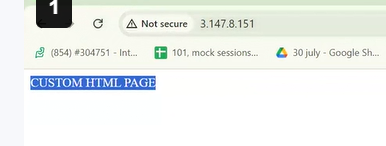 1
Not secure 3.147.8.151
(854) #304751 - Int... 101, mock sessions... 30 july - Google Sh...
CUSTOM HTML PAGE